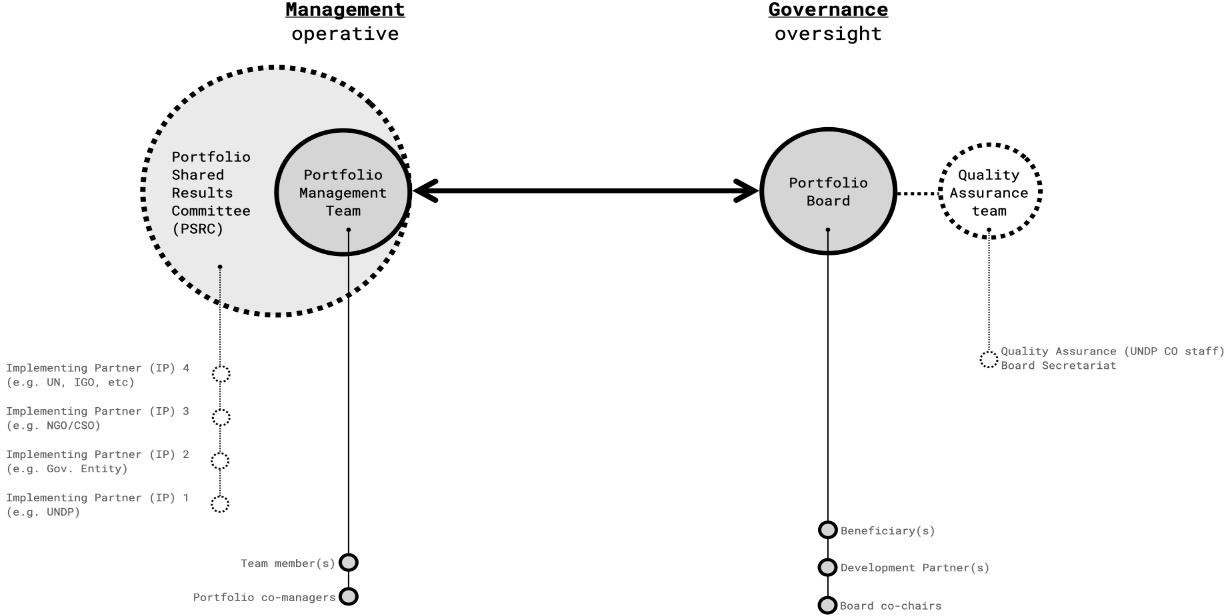 Management
operative
Governance
oversight
Portfolio
Shared
Results
Committee
(PSRC)
Portfolio
Management
Team
Portfolio
Board
Quality
Assurance
team
Quality Assurance (UNDP CO staff)
Board Secretariat
Implementing Partner (IP) 4
(e.g. UN, IGO, etc)
Implementing Partner (IP) 3
(e.g. NGO/CSO)
Implementing Partner (IP) 2
(e.g. Gov. Entity)
Implementing Partner (IP) 1
(e.g. UNDP)
Team member(s)
Portfolio co-managers
Beneficiary(s)
Development Partner(s)
Board co-chairs